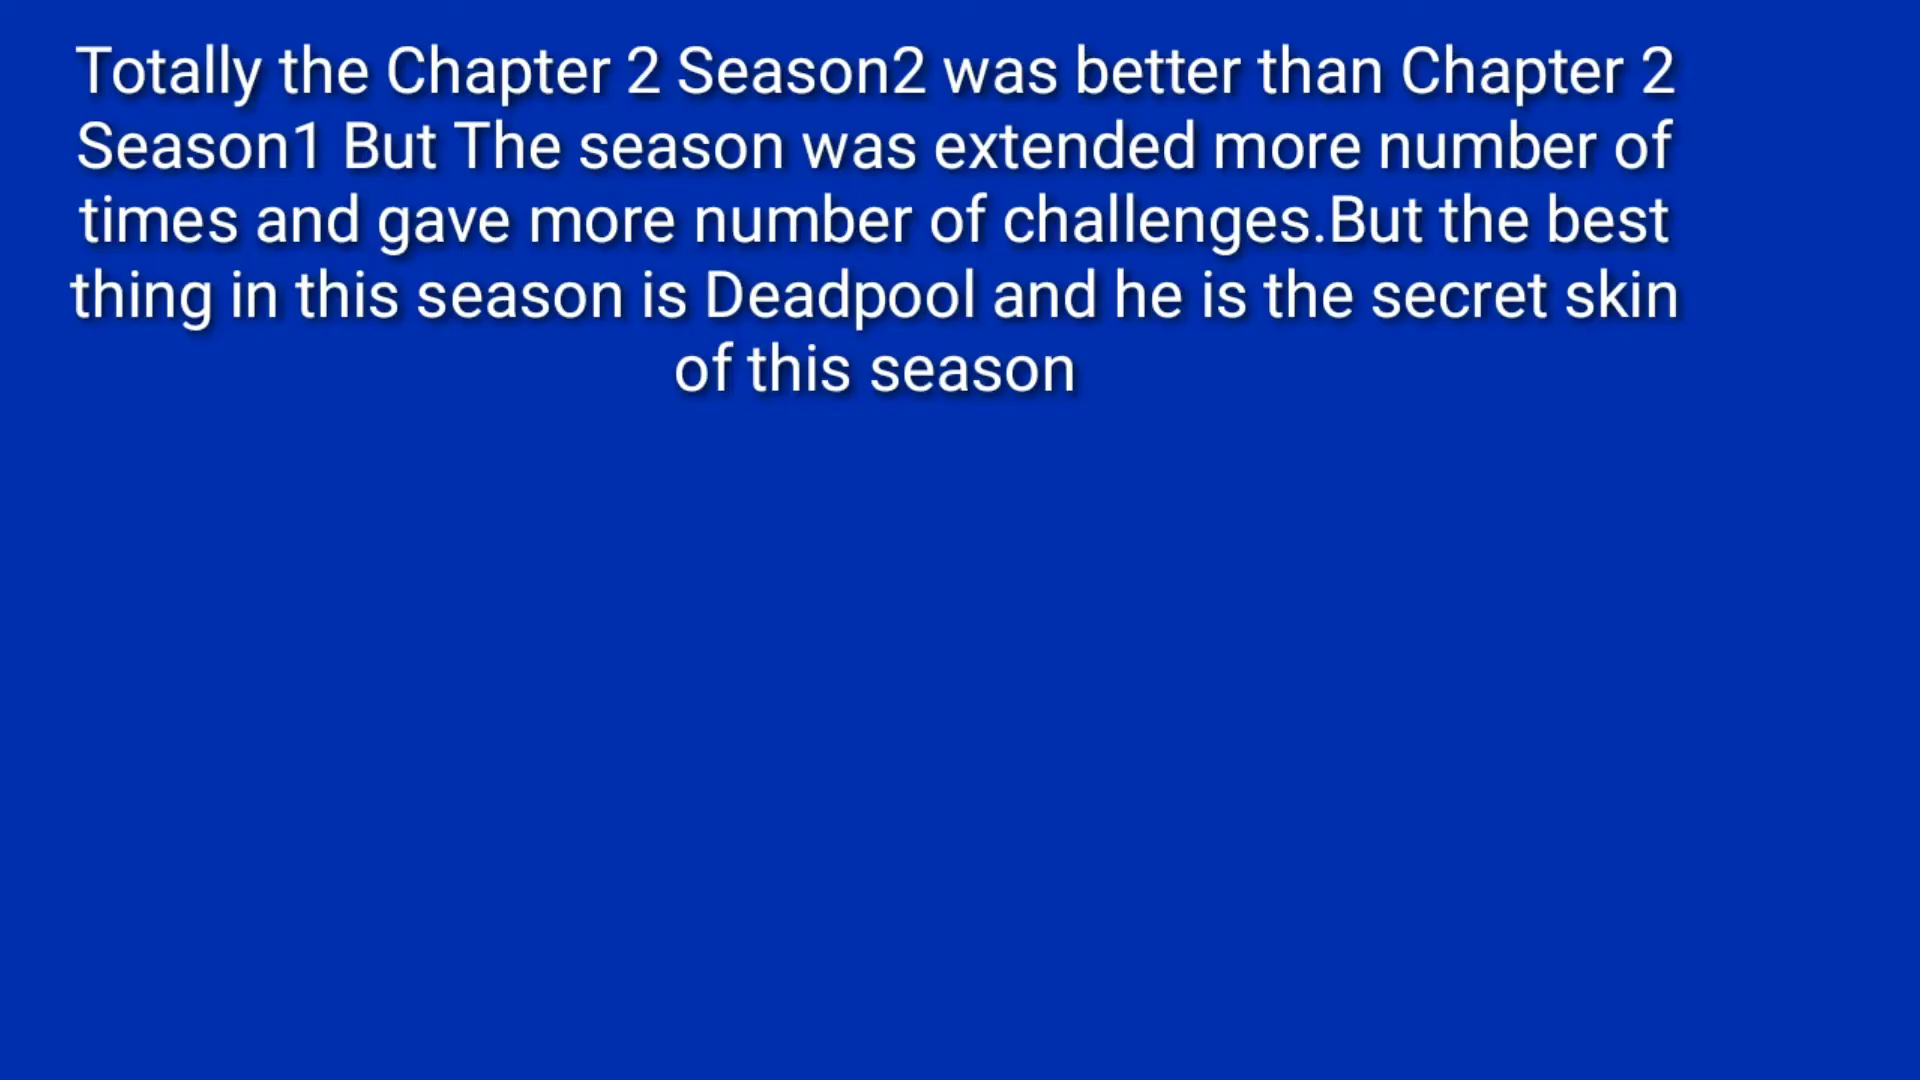 Totally the Chapter 2 Season2 was better than Chapter 2
Season1 But The season was extended more number of
times and gave more number of challenges.But the best
thing in this season is Deadpool and he is the secret skin
of this season